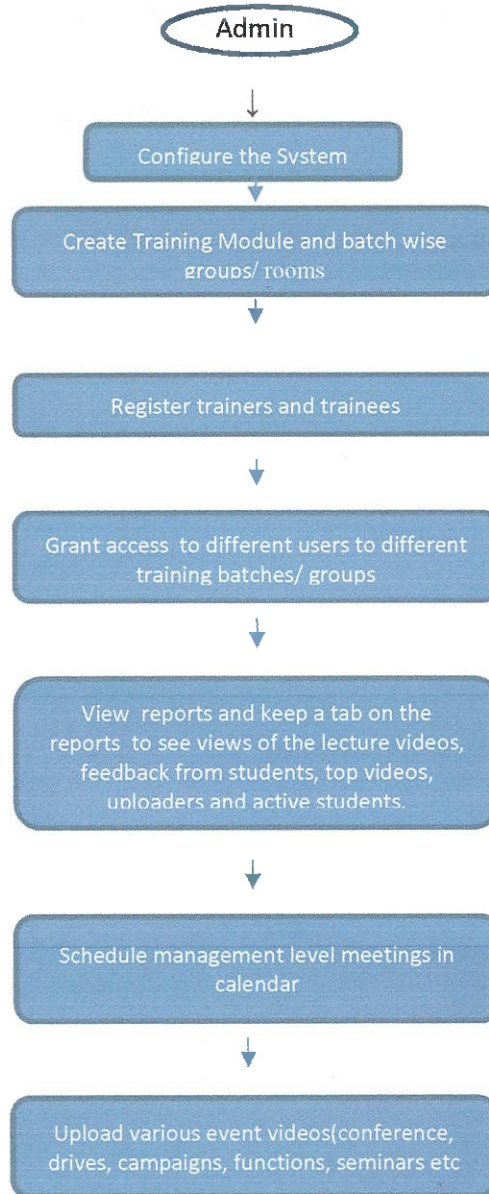 Admin
Configure the System
Create Training Module and batch wise
groups/ rooms
Register trainers and trainees
Grant access to different users to different
training batches/ groups
View reports and keep a tab on the
reports to see views of the lecture videos,
feedback from students, top videos,
uploaders and active students.
Schedule management level meetings in
calendar
Upload various event videos(conference,
drives, campaigns, functions, seminars etc